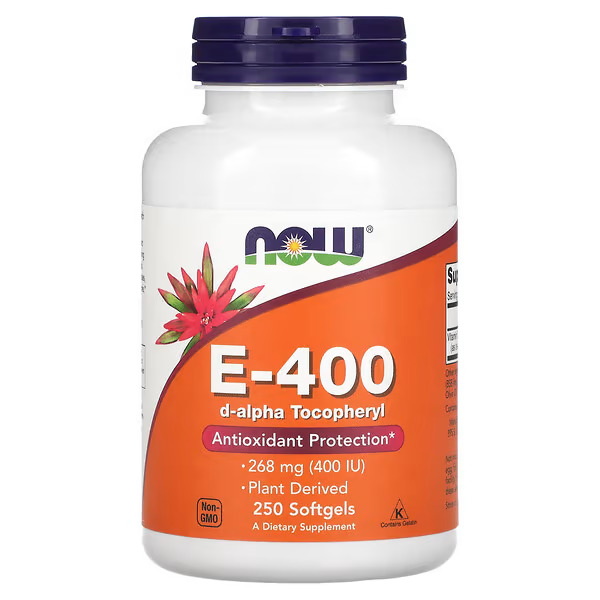 NOW®
E-400
d-alpha Tocopheryl
Antioxidant Protection*
• 268 mg (400 IU)
• Plant Derived
250 Softgels
A Dietary Supplement
Non-
GMO
K
Contains Gelatin